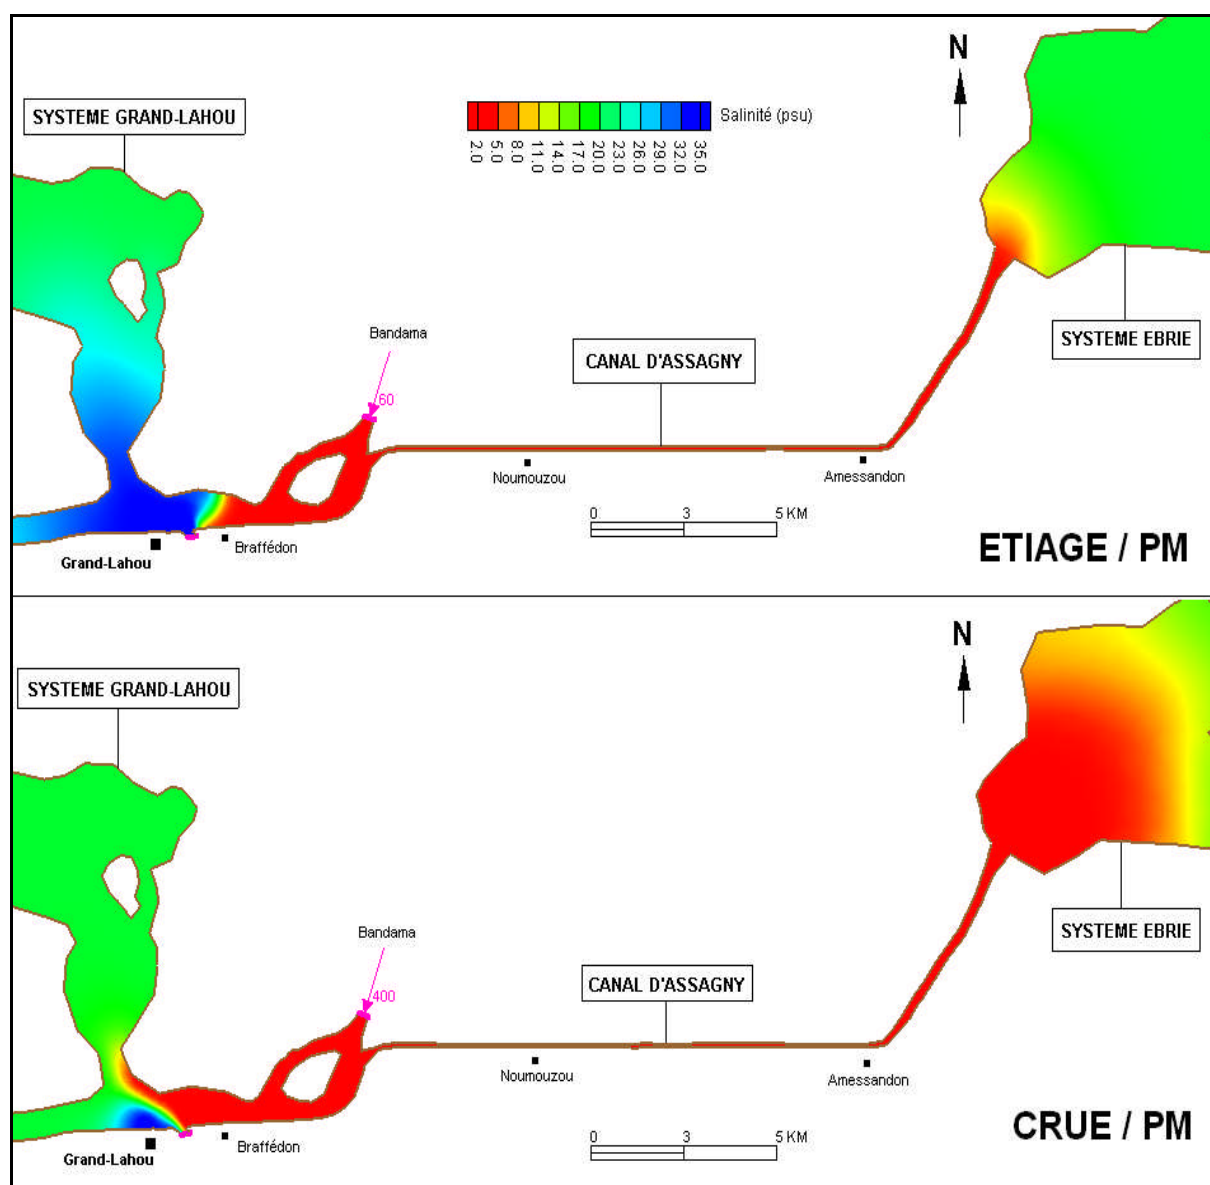 N
SYSTEME GRAND-LAHOU
Salinité (psu)
2.0
5.0
8.0
11.0
14.0
17.0
20.0
23.0
26.0
29.0
32.0
35.0
Bandama
60
CANAL D'ASSAGNY
SYSTEME EBRIE
Noumouzou
Amessandon
0 3 5 KM
Braffédon
Grand-Lahou
ETIAGE / PM
N
SYSTEME GRAND-LAHOU
Bandama
400
CANAL D'ASSAGNY
SYSTEME EBRIE
Noumouzou
Amessandon
0 3 5 KM
Braffédon
Grand-Lahou
CRUE / PM